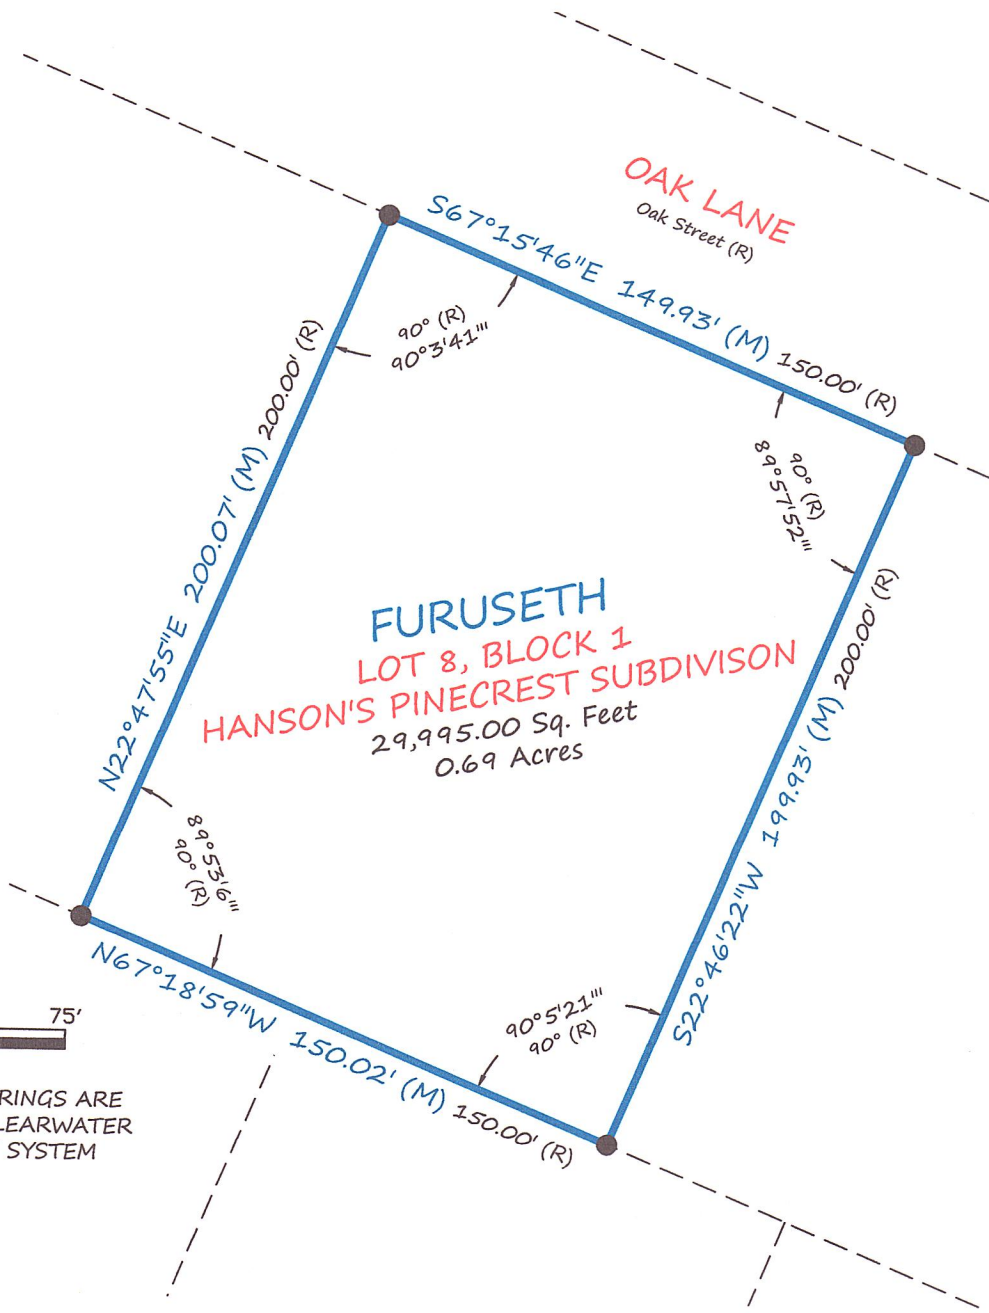 OAK LANE
Oak Street (R)
S67°15'46"E 149.93' (M) 150.00' (R)
90° (R)
90°3'41"'
N22°47'55"E 200.07' (M) 200.00' (R)
90° (R)
89°57'52"'
FURUSETH
LOT 8, BLOCK 1
HANSON'S PINECREST SUBDIVISON
29,995.00 Sq. Feet
0.69 Acres
S22°46'22"W 199.93' (M) 200.00' (R)
89°53'6"'
90° (R)
90°5'21"'
90° (R)
N67°18'59"W 150.02' (M) 150.00' (R)
75'
RINGS ARE
LEARWATER
SYSTEM